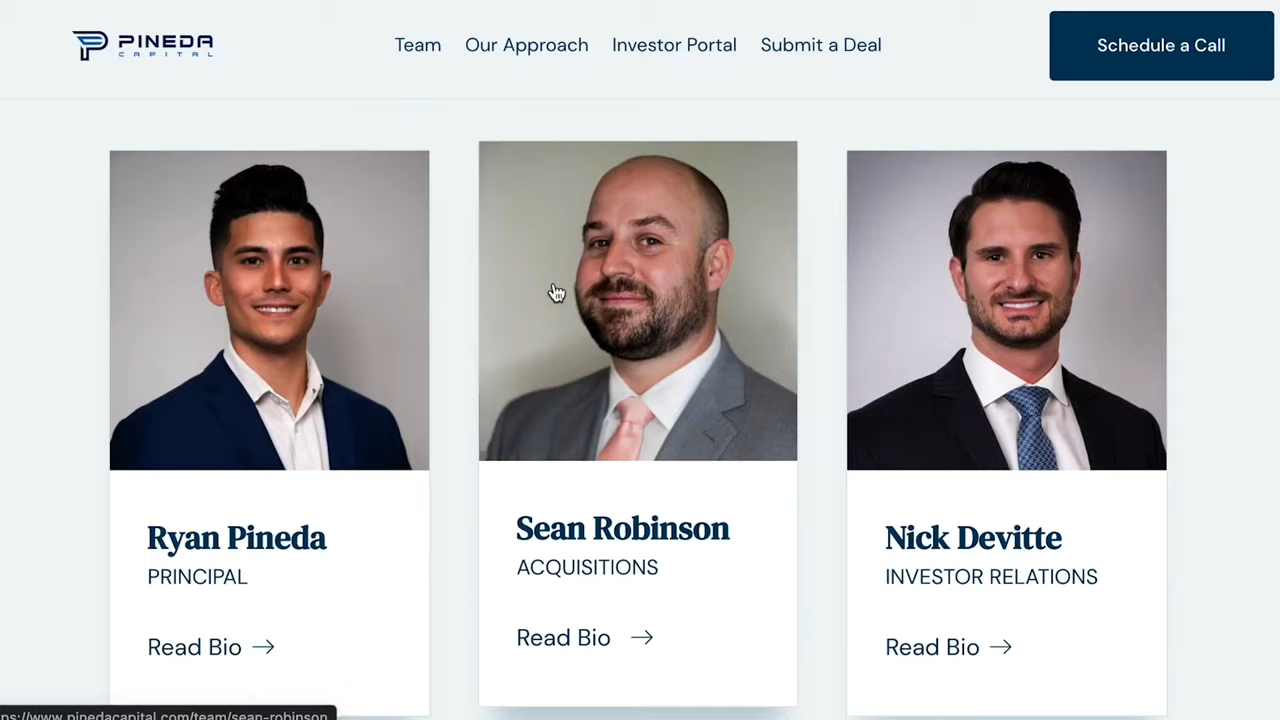 PINEDA
CAPITAL
Team
Our Approach
Investor Portal
Submit a Deal
Schedule a Call
Ryan Pineda
PRINCIPAL
Read Bio
Sean Robinson
ACQUISITIONS
Read Bio
Nick Devitte
INVESTOR RELATIONS
Read Bio
ps://www.pinedacapital.com/team/sean-robinson